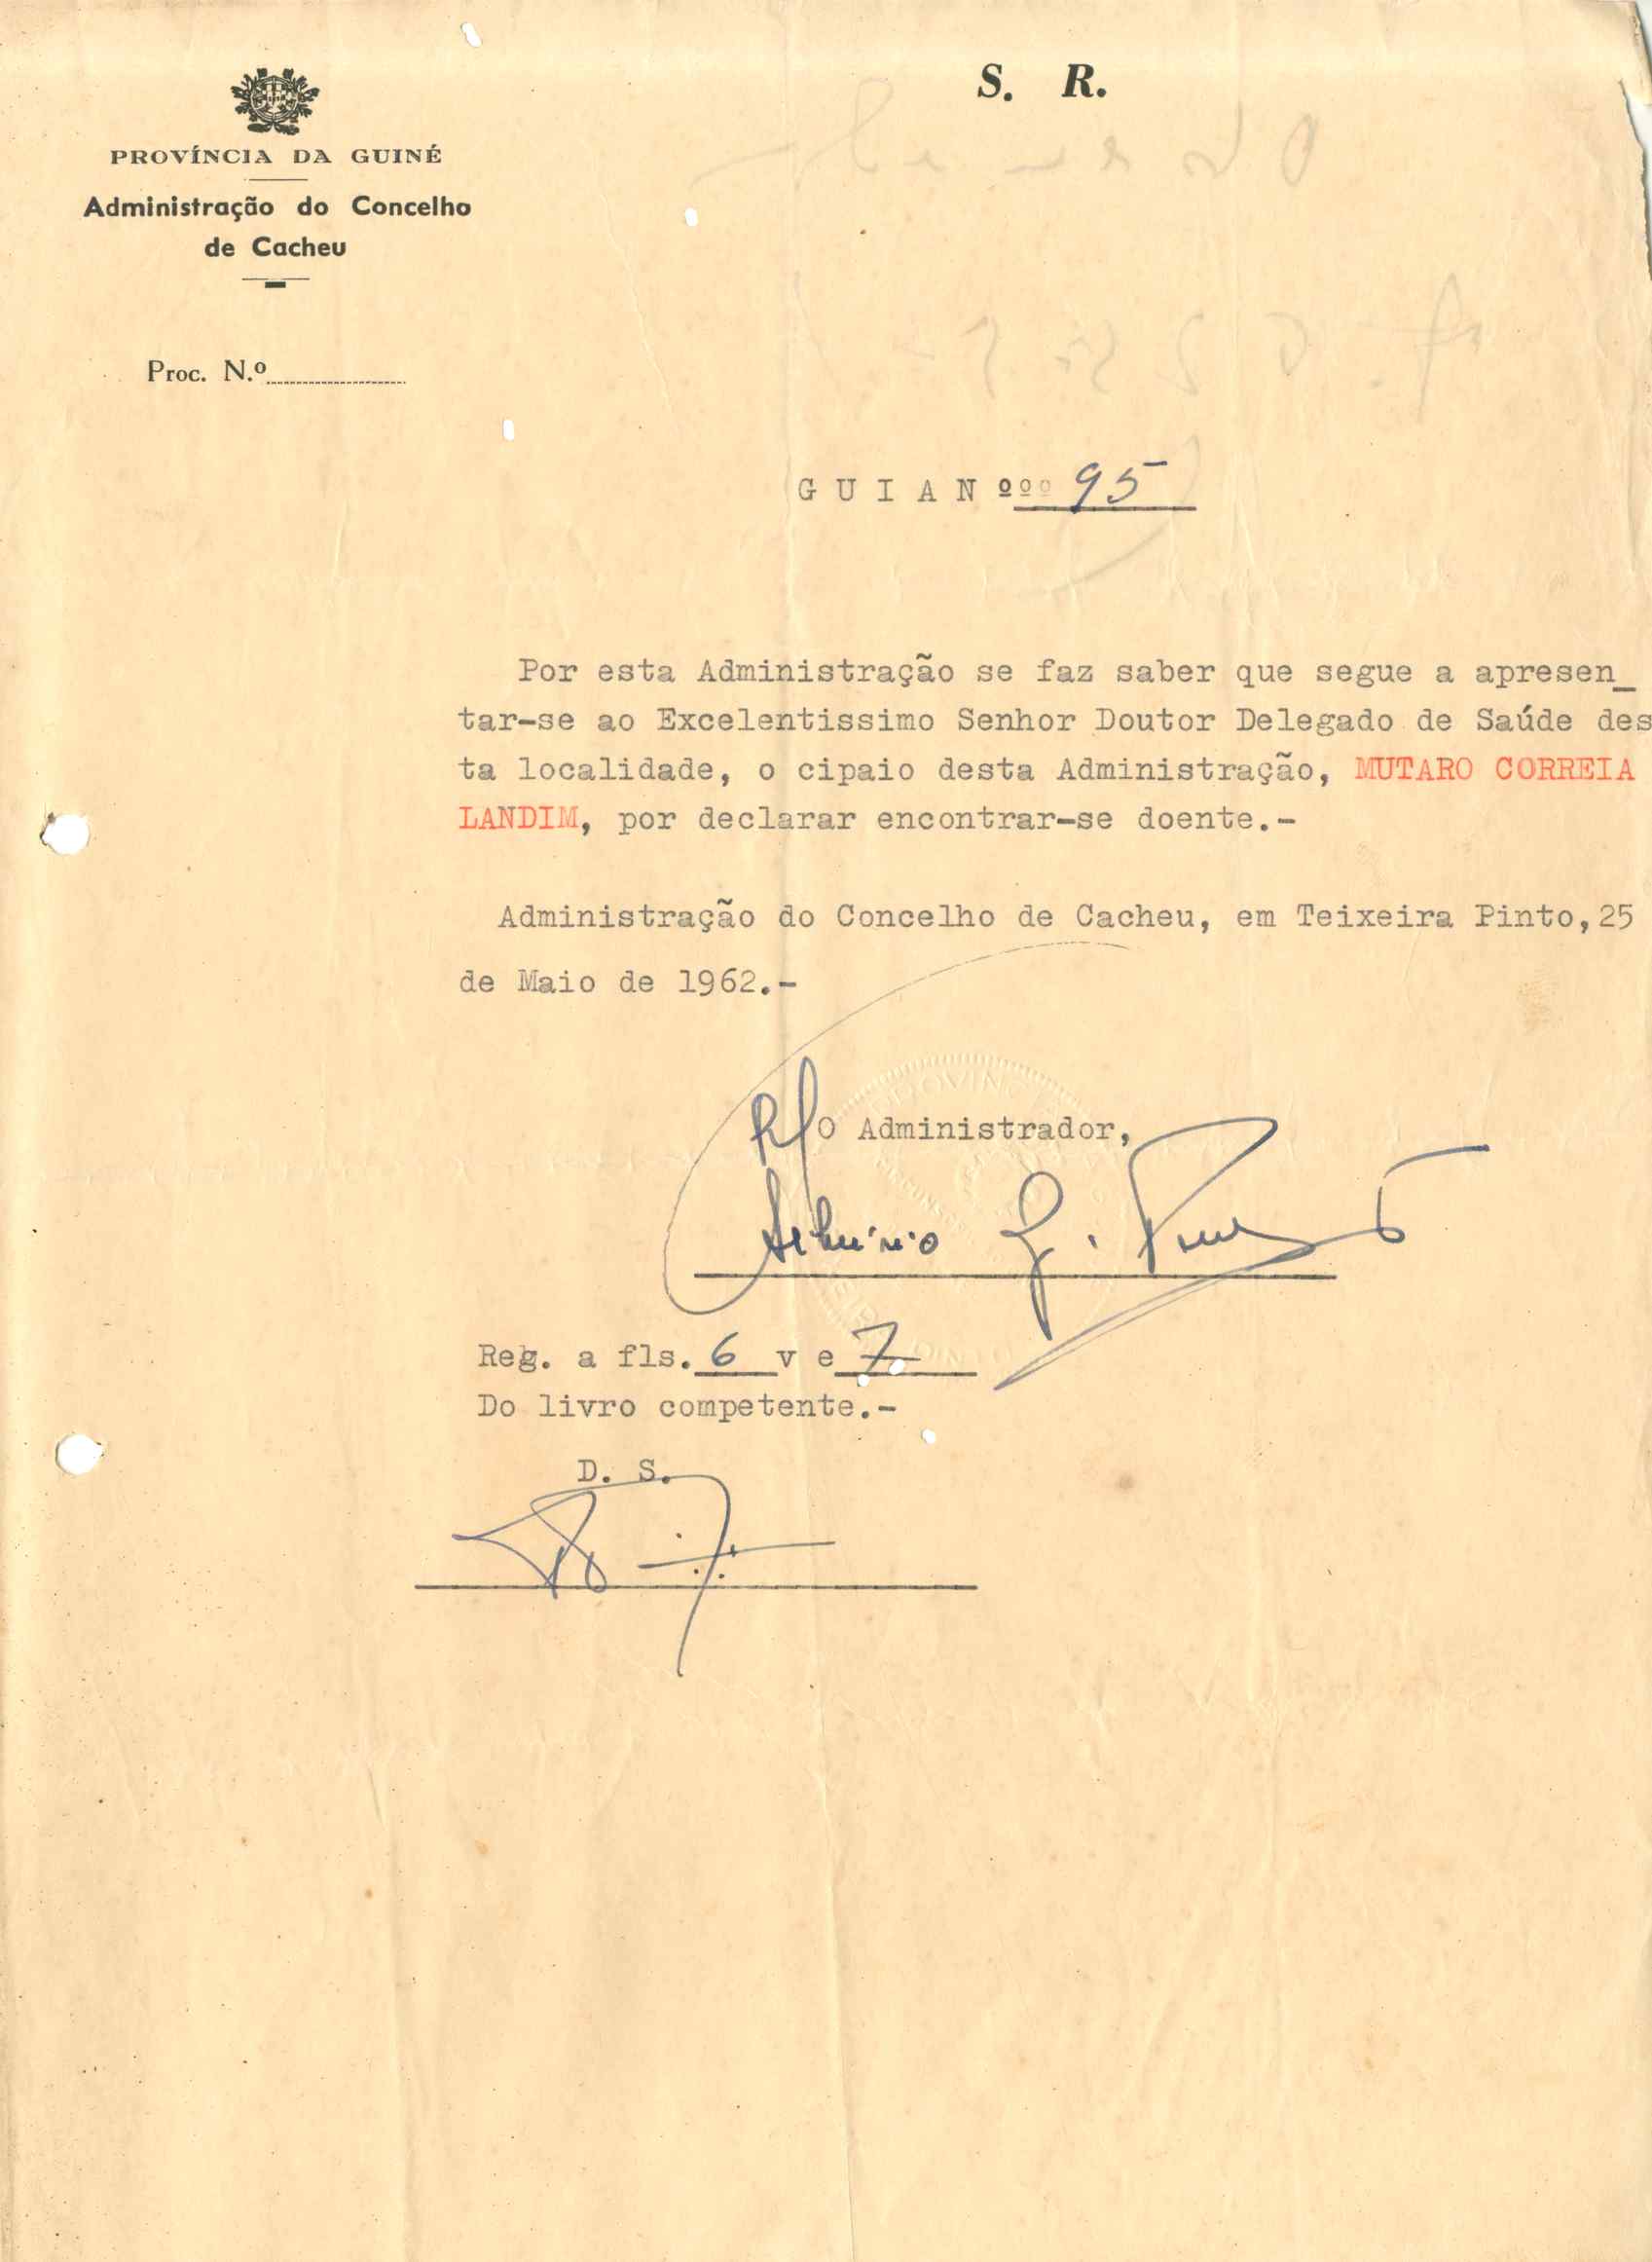 S. R.
PROVÍNCIA DA GUINÉ
Administração do Concelho
de Cacheu
Proc. N.º
G U I A N ººº 95
Por esta Administração se faz saber que segue a apresen_
tar-se ao Excelentissimo Senhor Doutor Delegado de Saúde des
ta localidade, o cipaio desta Administração, MUTARO CORREIA
LANDIM, por declarar encontrar-se doente.-
Administração do Concelho de Cacheu, em Teixeira Pinto,25
de Maio de 1962.-
P/O Administrador,
Reg. a fls. 6 v e 7.
Do livro competente.-
D. S.